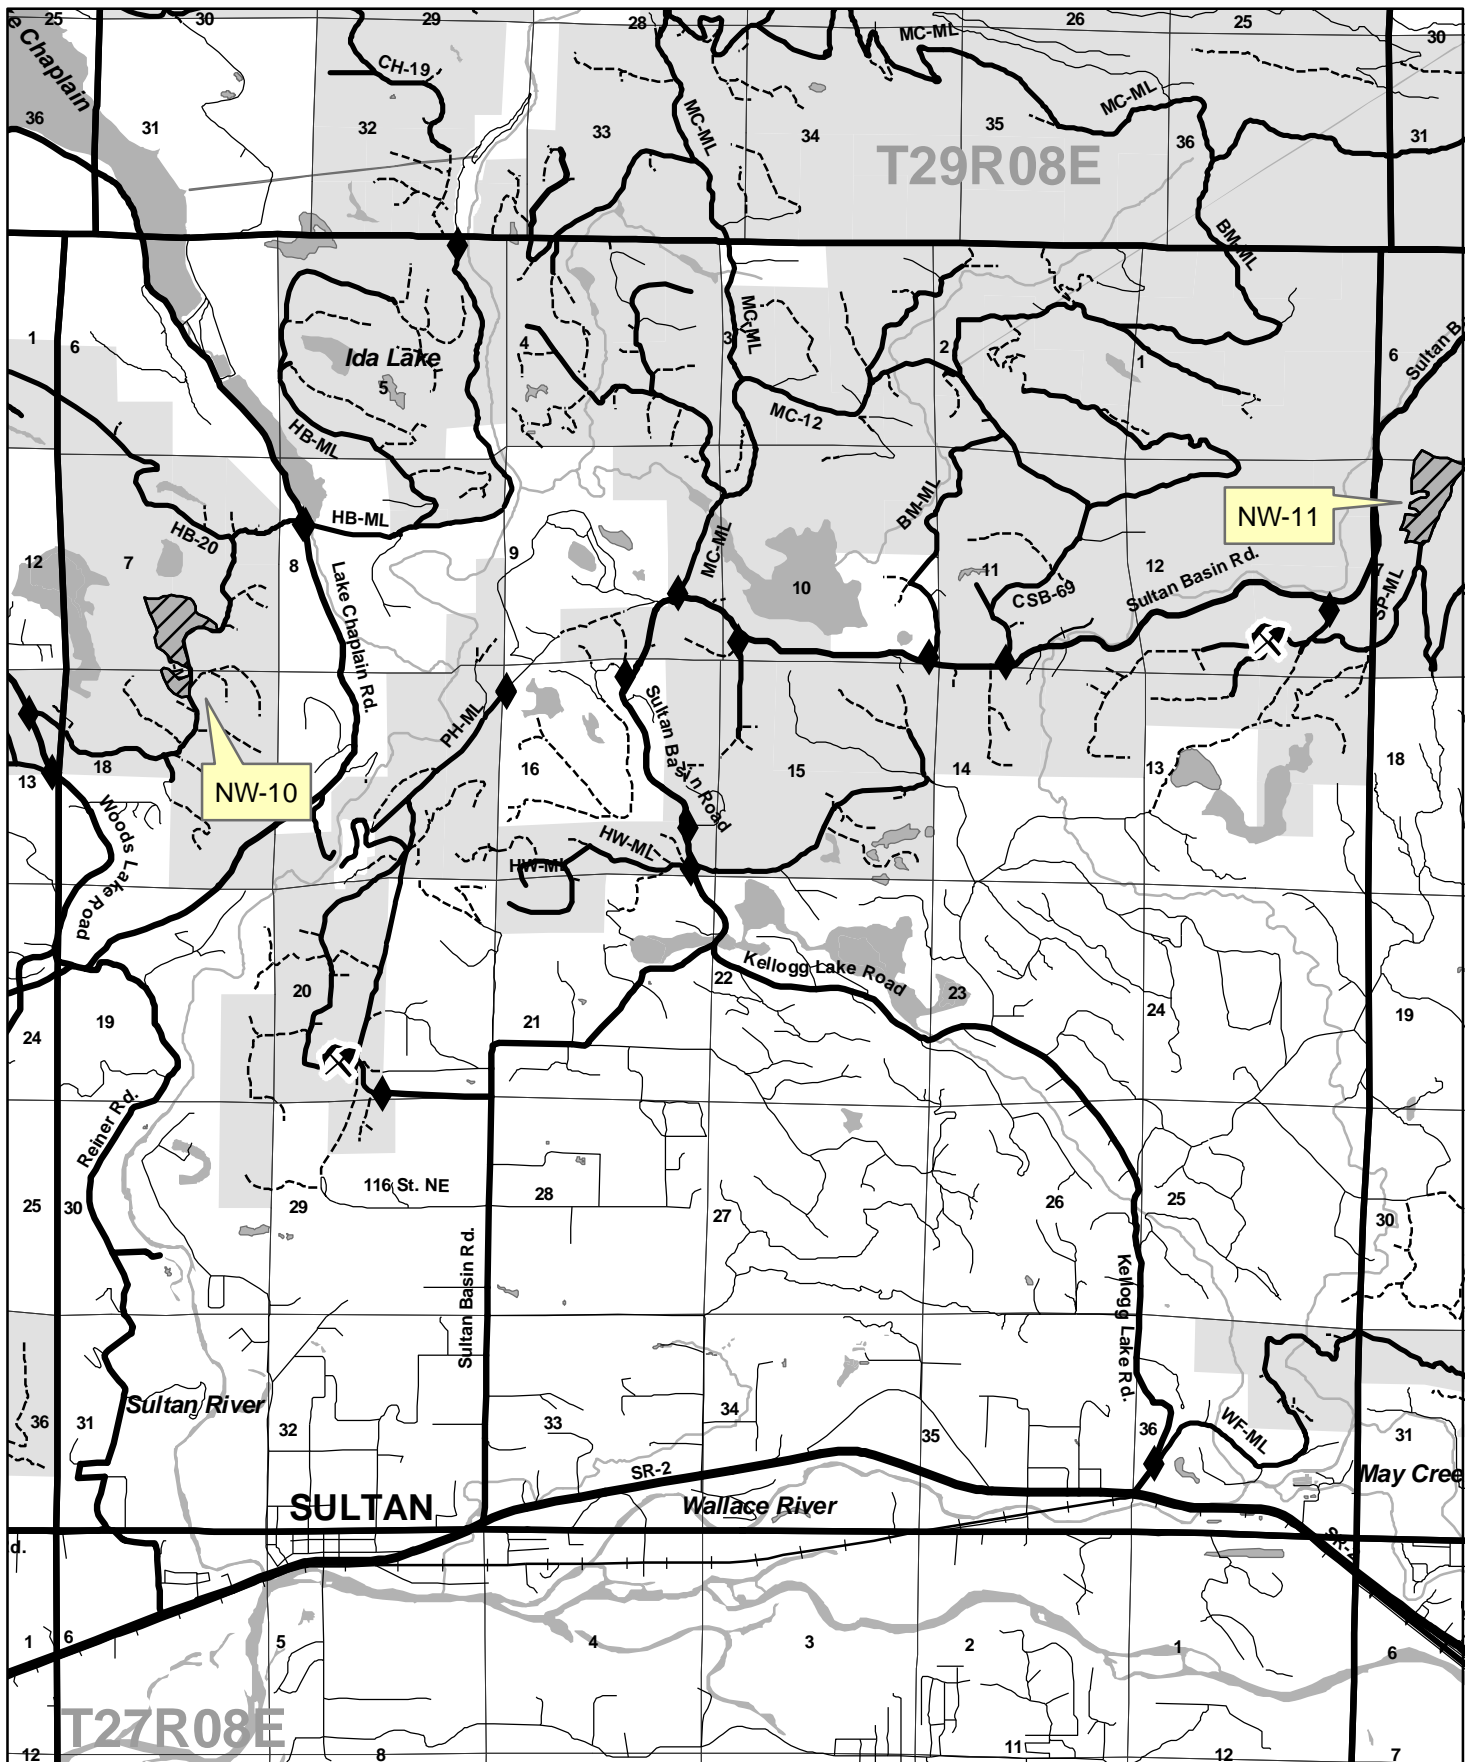 25
30
29
28
26
25
30
MC-ML
e Chaplain
CH-19
MC-ML
MC-ML
36
31
32
33
34
35
36
31
T29R08E
BM-ML
MC-ML
1
6
4
3
2
1
6
Sultan B
Ida Lake
5
MC-12
HB-ML
HB-ML
BM-ML
NW-11
HB-20
MC-ML
12
7
8
9
10
11
12
7
Sultan Basin Rd.
CSB-69
SP-ML
Lake Chaplain Rd.
PH-ML
Sultan Basin Road
13
18
16
15
14
13
18
NW-10
Woods Lake Road
HW-ML
HW-ML
Kellogg Lake Road
20
22
23
24
19
21
24
19
Reiner Rd.
116 St. NE
25
30
29
28
27
26
25
30
Sultan Basin Rd.
Kellogg Lake Rd.
Sultan River
36
31
32
33
34
35
36
31
WF-ML
SR-2
May Cree
SULTAN
Wallace River
d.
SR-2
1
6
5
4
3
2
1
6
T27R08E
12
8
11
12
7